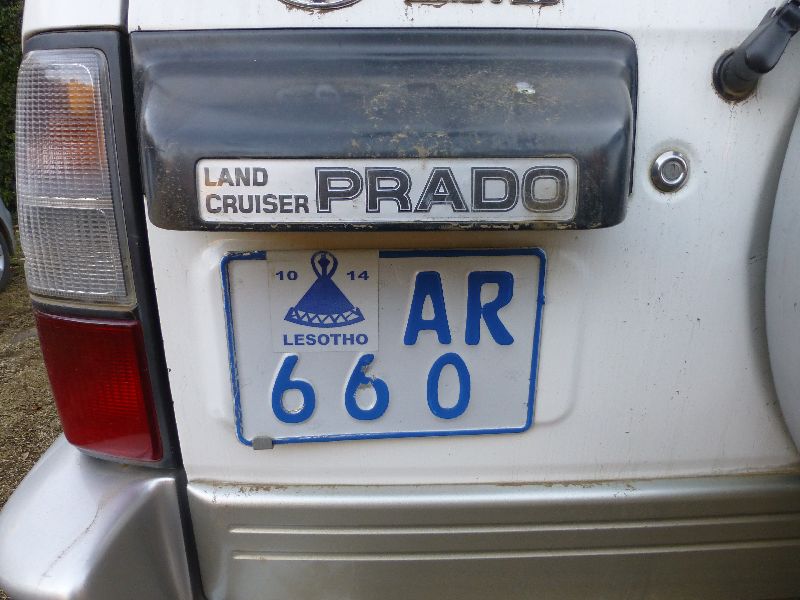 LAND
CRUISER PRADO
10 14 AR
LESOTHO
660